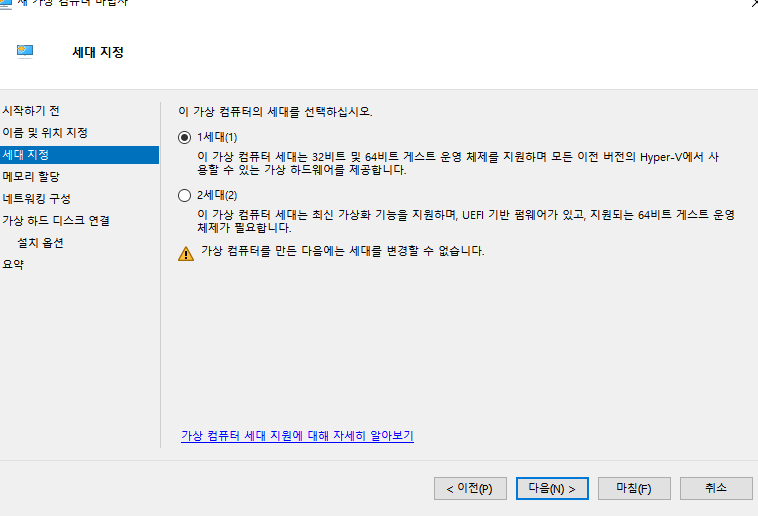 새 가상 컴퓨터 마법사
세대 지정
시작하기 전
이름 및 위치 지정
세대 지정
메모리 할당
네트워킹 구성
가상 하드 디스크 연결
설치 옵션
요약
이 가상 컴퓨터의 세대를 선택하십시오.
1세대(1)
이 가상 컴퓨터 세대는 32비트 및 64비트 게스트 운영 체제를 지원하며 모든 이전 버전의 Hyper-V에서 사
용할 수 있는 가상 하드웨어를 제공합니다.
2세대(2)
이 가상 컴퓨터 세대는 최신 가상화 기능을 지원하며, UEFI 기반 펌웨어가 있고, 지원되는 64비트 게스트 운영
체제가 필요합니다.
가상 컴퓨터를 만든 다음에는 세대를 변경할 수 없습니다.
가상 컴퓨터 세대 지원에 대해 자세히 알아보기
< 이전(P)
다음(N) >
마침(F)
취소